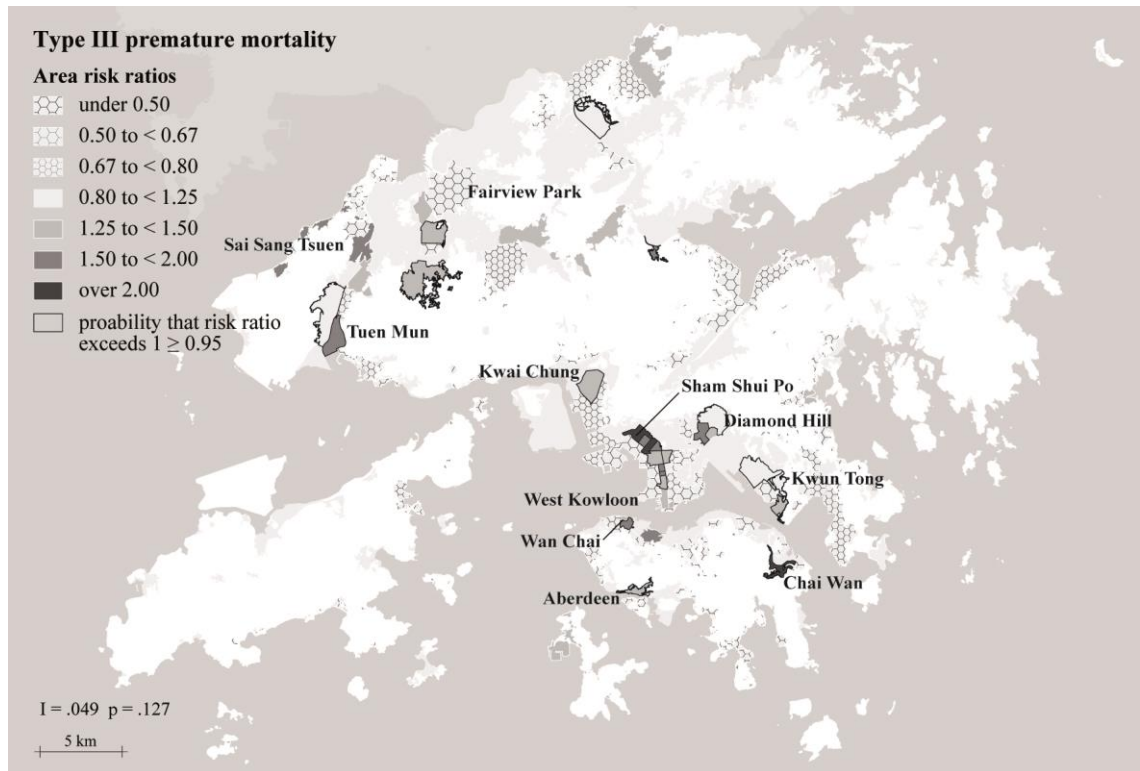 Type III premature mortality
Area risk ratios
under 0.50
0.50 to < 0.67
0.67 to < 0.80
0.80 to < 1.25
1.25 to < 1.50
1.50 to < 2.00
over 2.00
proability that risk ratio
exceeds 1 ≥ 0.95
Fairview Park
Sai Sang Tsuen
Tuen Mun
Kwai Chung
Sham Shui Po
Diamond Hill
Kwun Tong
West Kowloon
Wan Chai
Chai Wan
Aberdeen
I = .049 p = .127
5 km